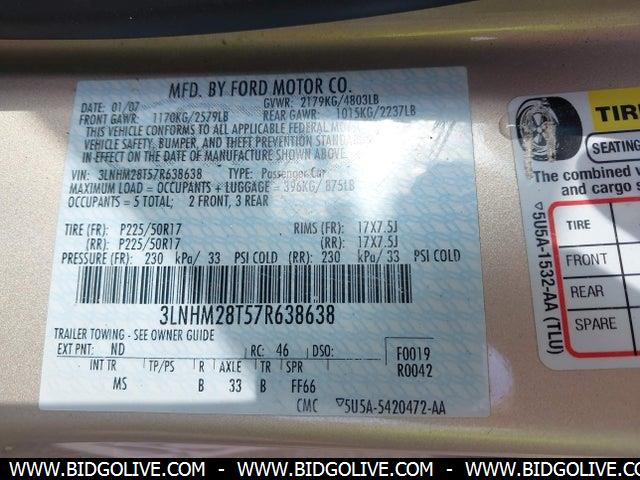 MFD. BY FORD MOTOR CO.
DATE: 01/07 GVWR: 2179KG/4803LB
FRONT GAWR: 1170KG/2579LB REAR GAWR: 1015KG/2237LB
THIS VEHICLE CONFORMS TO ALL APPLICABLE FEDERAL MOTOR
VEHICLE SAFETY, BUMPER, AND THEFT PREVENTION STANDARDS
IN EFFECT ON THE DATE OF MANUFACTURE SHOWN ABOVE.
VIN: 3LNHM28T57R638638 TYPE: Passenger Car
MAXIMUM LOAD = OCCUPANTS + LUGGAGE = 396KG/ 875LB
OCCUPANTS = 5 TOTAL; 2 FRONT, 3 REAR
TIRE (FR): P225/50R17 RIMS (FR): 17X7.5J
(RR): P225/50R17 (RR): 17X7.5J
PRESSURE (FR): 230 kPa/ 33 PSI COLD (RR): 230 kPa/ 33 PSI COLD
3LNHM28T57R638638
TRAILER TOWING - SEE OWNER GUIDE
EXT PNT: ND RC: 46 DSO: F0019
INT TR TP/PS R AXLE TR SPR R0042
MS B 33 B FF66
CMC ▽5U5A-5420472-AA
TIRE
SEATING
The combined
and cargo
TIRE
FRONT
REAR
SPARE
▽5U5A-1532-AA (TLU)
WWW.BIDGOLIVE.COM - WWW.BIDGOLIVE.COM - WWW.BIDGOLIVE.COM